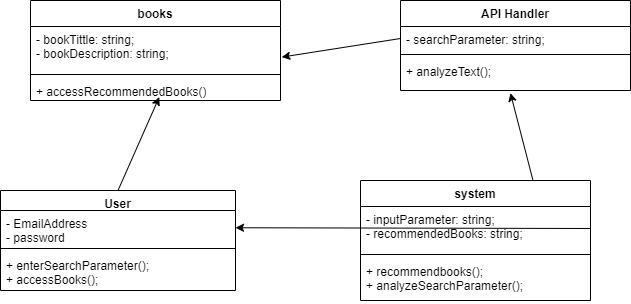 books
- bookTittle: string;
- bookDescription: string;
+ accessRecommendedBooks()
API Handler
- searchParameter: string;
+ analyzeText();
User
- EmailAddress
- password
+ enterSearchParameter();
+ accessBooks();
system
- inputParameter: string;
- recommendedBooks: string;
+ recommendbooks();
+ analyzeSearchParameter();